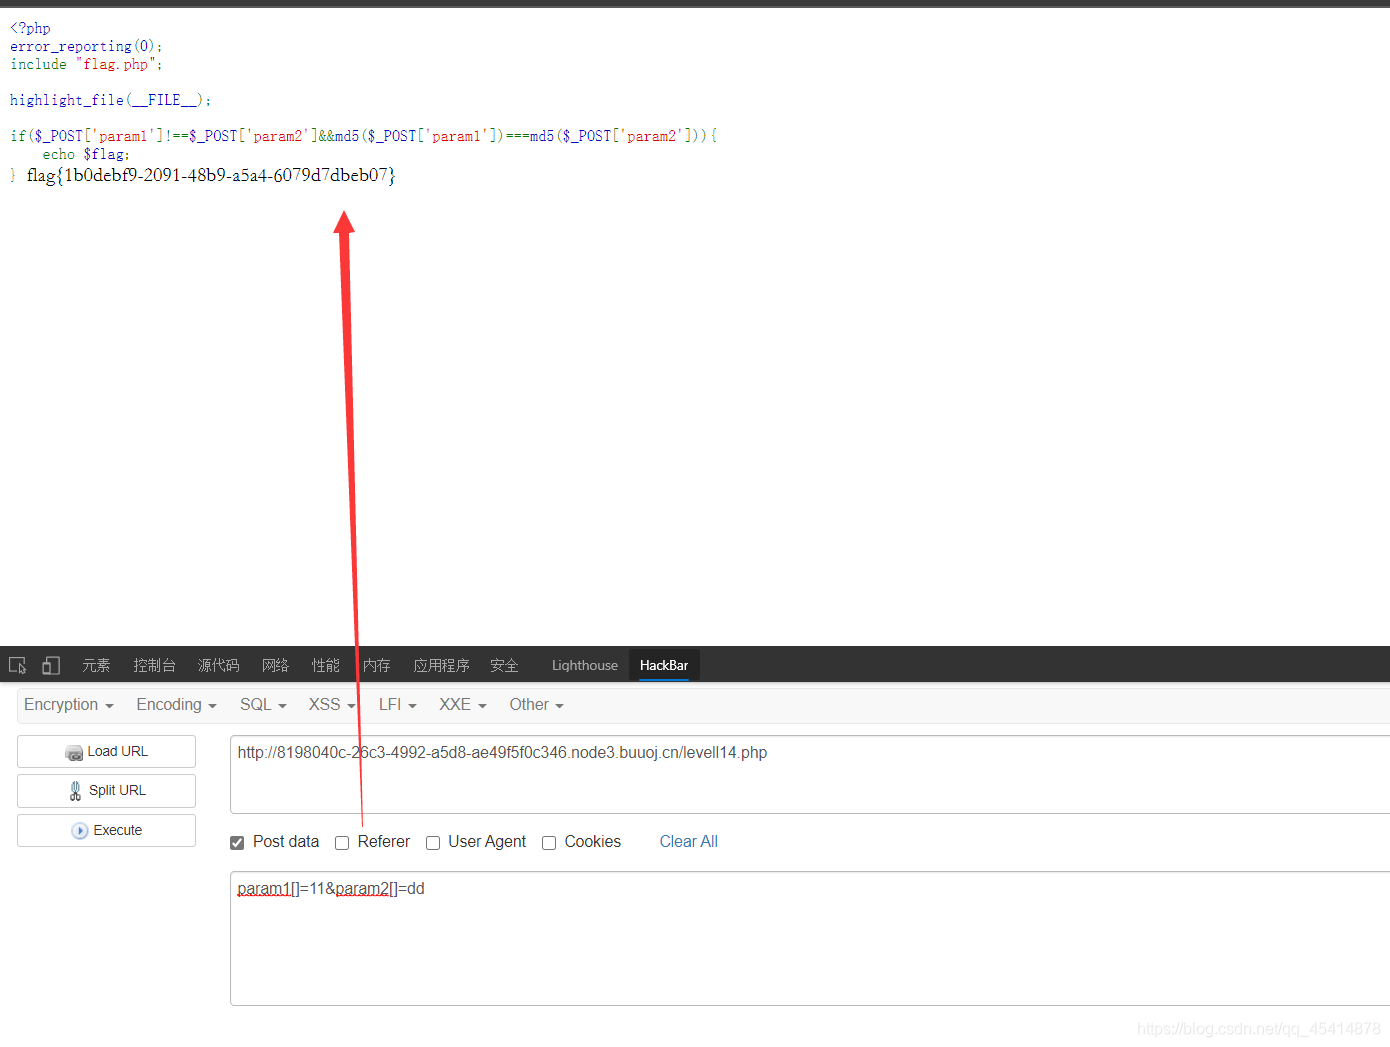 <?php
error_reporting(0);
include "flag.php";
highlight_file(__FILE__);
if($_POST['param1']!==$_POST['param2']&&md5($_POST['param1'])===md5($_POST['param2'])){
echo $flag;
} flag{1b0debf9-2091-48b9-a5a4-6079d7dbeb07}
元素 控制台 源代码 网络 性能 内存 应用程序 安全 Lighthouse HackBar
Encryption Encoding SQL XSS LFI XXE Other
Load URL
http://8198040c-26c3-4992-a5d8-ae49f5f0c346.node3.buuoj.cn/levell14.php
Split URL
Execute
Post data Referer User Agent Cookies Clear All
param1[]=11&param2[]=dd
https://blog.csdn.net/qq_45414878